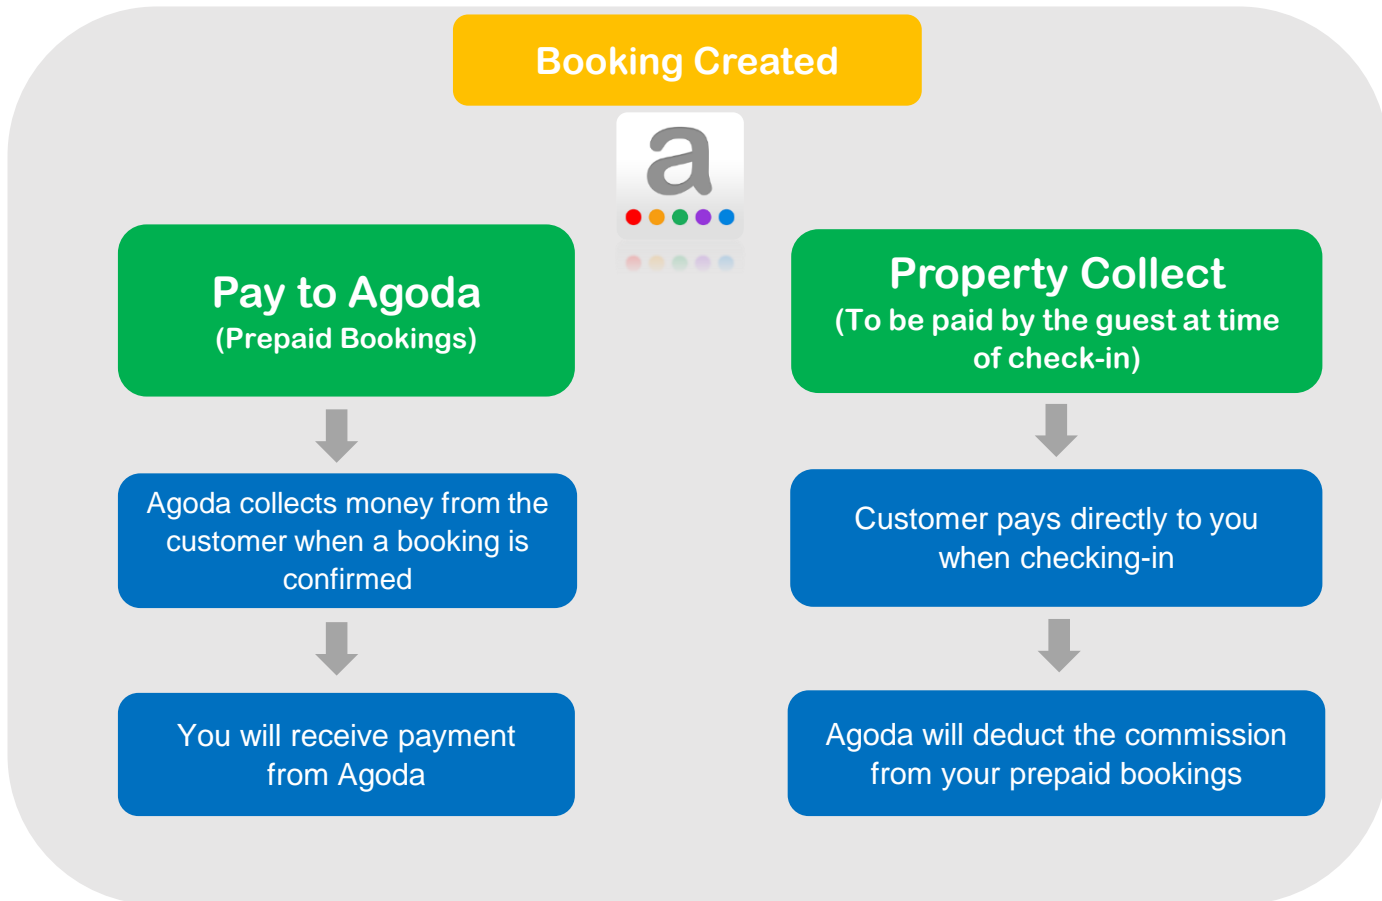 Booking Created
a
Pay to Agoda
(Prepaid Bookings)
Property Collect
(To be paid by the guest at time
of check-in)
Agoda collects money from the
customer when a booking is
confirmed
Customer pays directly to you
when checking-in
You will receive payment
from Agoda
Agoda will deduct the commission
from your prepaid bookings